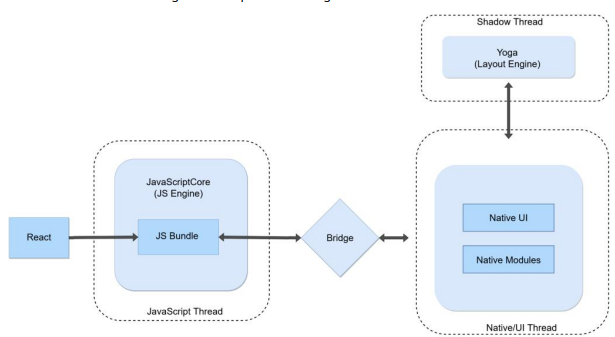 Shadow Thread
Yoga
(Layout Engine)
JavaScriptCore
(JS Engine)
React
JS Bundle
Bridge
Native UI
Native Modules
JavaScript Thread
Native/UI Thread